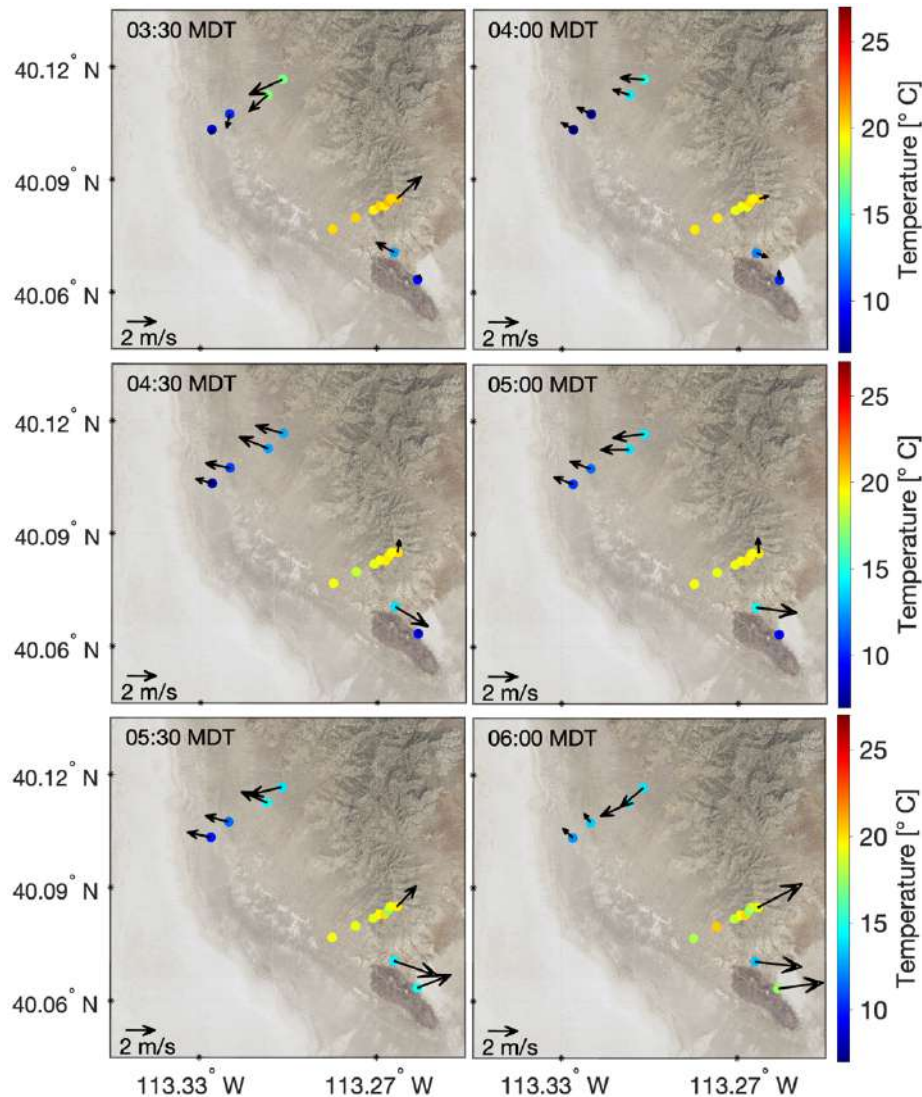 03:30 MDT
04:00 MDT
40.12° N
40.09° N
40.06° N
2 m/s
2 m/s
25
20
15
10
Temperature [° C]
04:30 MDT
05:00 MDT
40.12° N
40.09° N
40.06° N
2 m/s
2 m/s
25
20
15
10
Temperature [° C]
05:30 MDT
06:00 MDT
40.12° N
40.09° N
40.06° N
2 m/s
2 m/s
25
20
15
10
Temperature [° C]
113.33° W
113.27° W
113.33° W
113.27° W